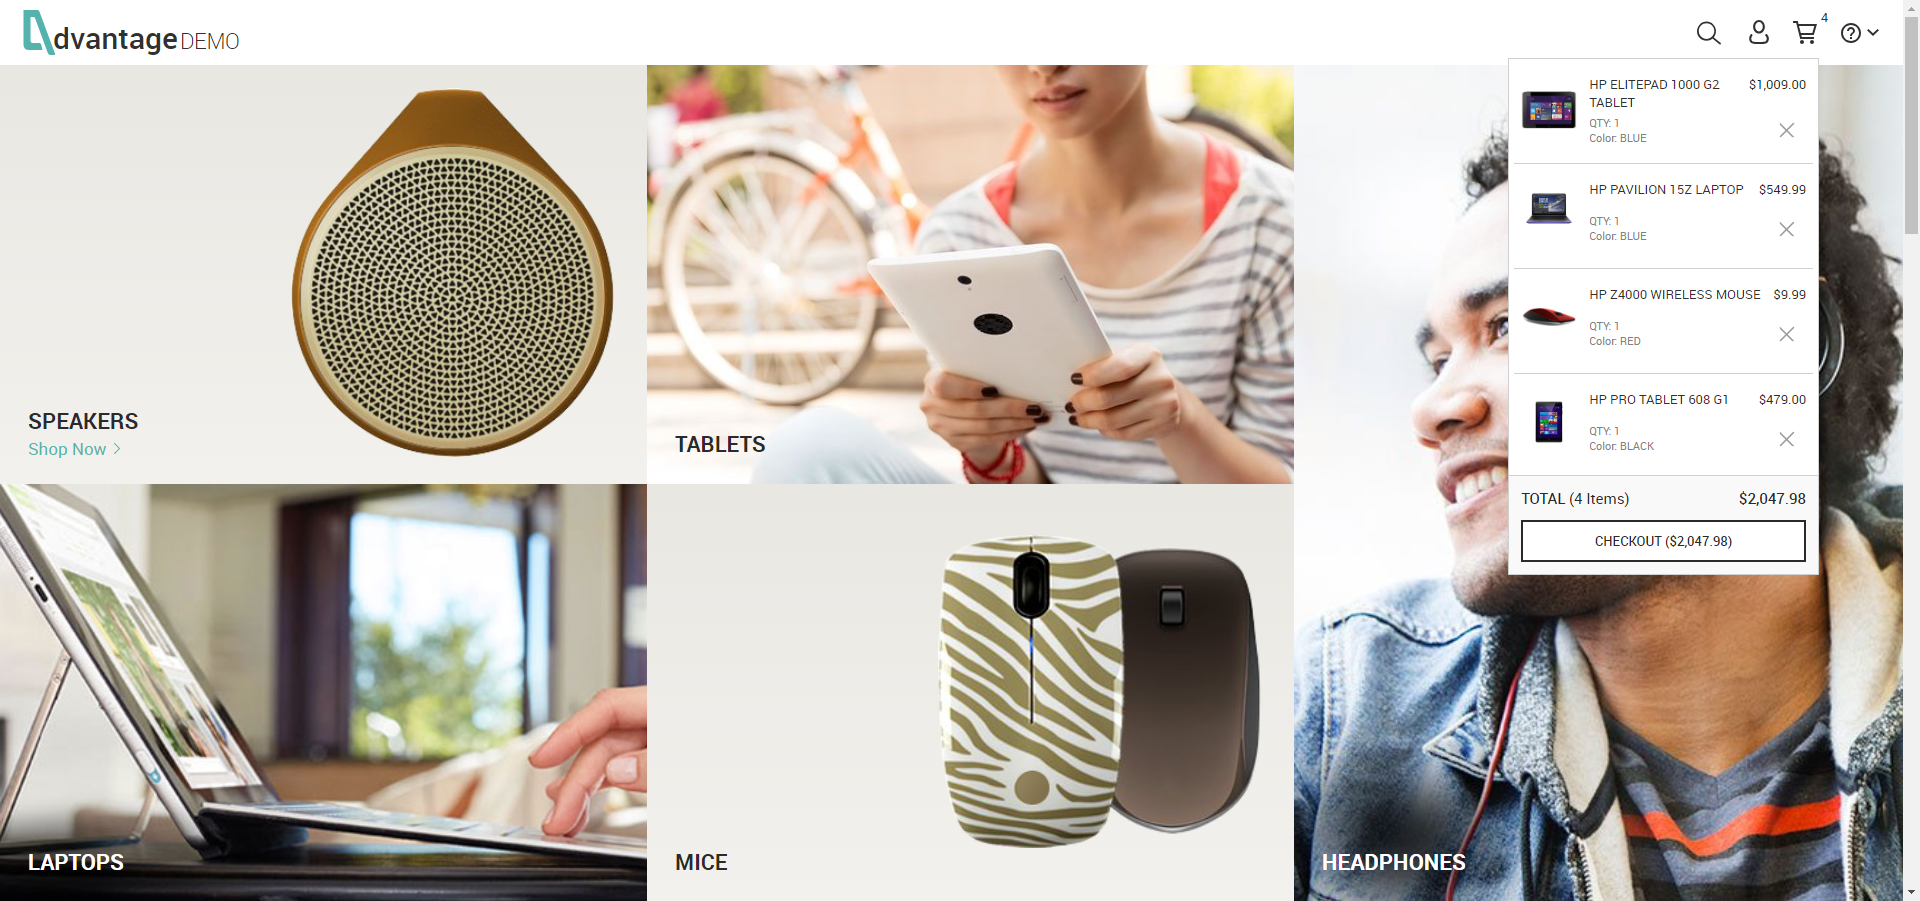 dvantage DEMO
4
HP ELITEPAD 1000 G2 $1,009.00
TABLET
QTY: 1
Color: BLUE
HP PAVILION 15Z LAPTOP $549.99
QTY: 1
Color: BLUE
HP Z4000 WIRELESS MOUSE $9.99
QTY: 1
Color: RED
HP PRO TABLET 608 G1 $479.00
QTY: 1
Color: BLACK
TOTAL (4 Items) $2,047.98
CHECKOUT ($2,047.98)
SPEAKERS
Shop Now
TABLETS
LAPTOPS
MICE
HEADPHONES